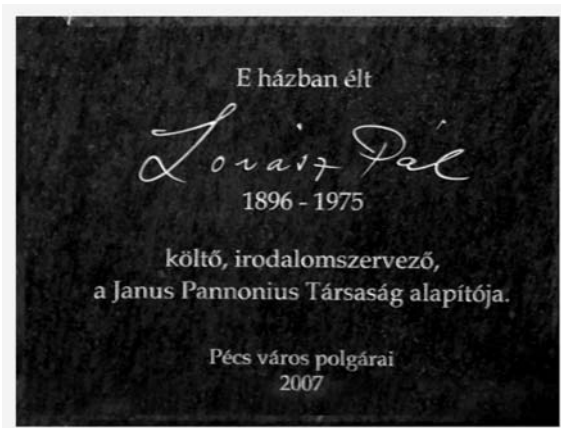 E házban élt
Lovász Pál
1896 - 1975
költő, irodalomszervező,
a Janus Pannonius Társaság alapítója.
Pécs város polgárai
2007